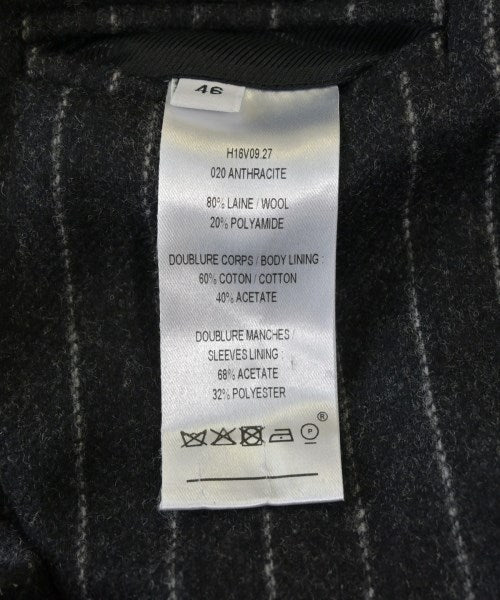 46
H16V09.27
020 ANTHRACITE
80% LAINE / WOOL
20% POLYAMIDE
DOUBLURE CORPS / BODY LINING :
60% COTON / COTTON
40% ACETATE
DOUBLURE MANCHES /
SLEEVES LINING :
68% ACETATE
32% POLYESTER
®
P